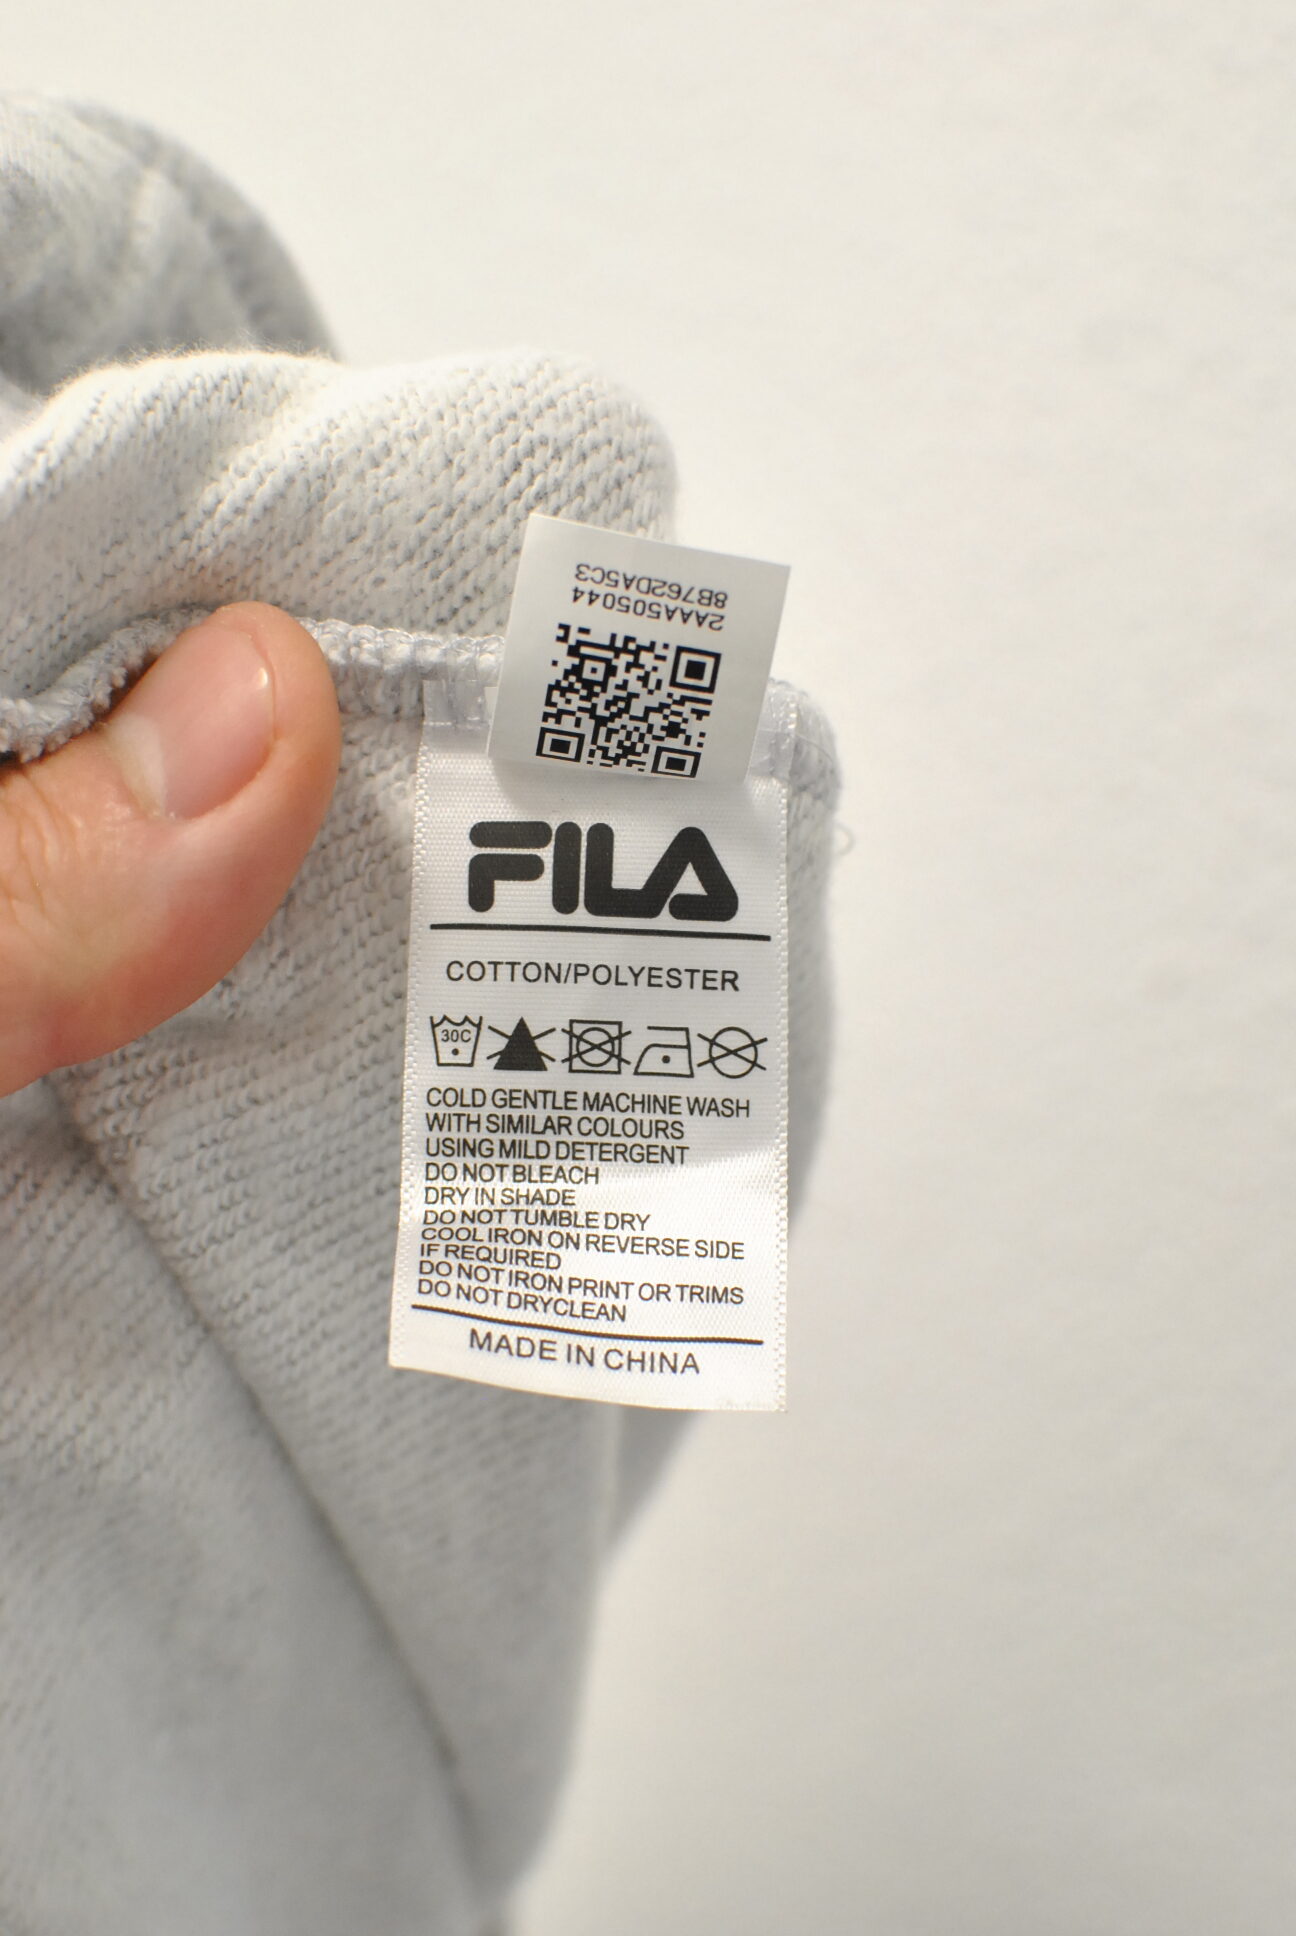 2AAA505044
8B762DA5C3
FILA
COTTON/POLYESTER
30C
COLD GENTLE MACHINE WASH
WITH SIMILAR COLOURS
USING MILD DETERGENT
DO NOT BLEACH
DRY IN SHADE
DO NOT TUMBLE DRY
COOL IRON ON REVERSE SIDE
IF REQUIRED
DO NOT IRON PRINT OR TRIMS
DO NOT DRYCLEAN
MADE IN CHINA